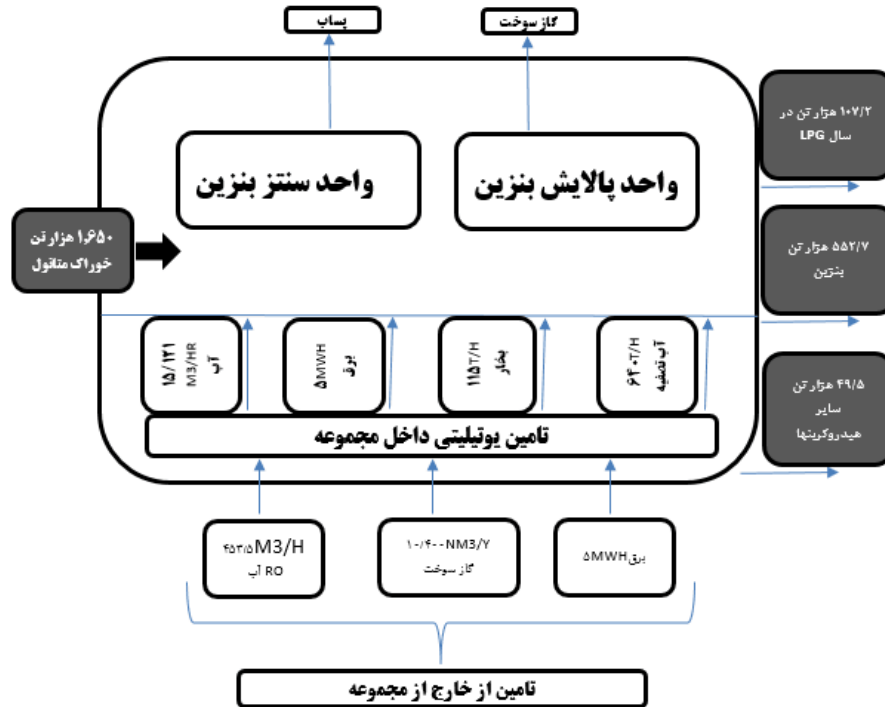 پساب
گاز سوخت
۱۰۷/۲ هزار تن در
سال LPG
واحد سنتز بنزین
واحد پالایش بنزین
۱,۶۵۰ هزار تن
خوراک متانول
۵۵۲/۷ هزار تن
بنزین
۱۵/۱۲۱
M3/HR
آب
۵MWH
برق
۱۱۵T/H
بخار
۶۴۰T/H
آب تصفیه
۴۹/۵ هزار تن
سایر
هیدروکربنها
تامین یوتیلیتی داخل مجموعه
۴۵۳/۵M3/H
آب RO
۱۰/۴۰۰NM3/Y
گاز سوخت
برق۵MWH
تامین از خارج از مجموعه